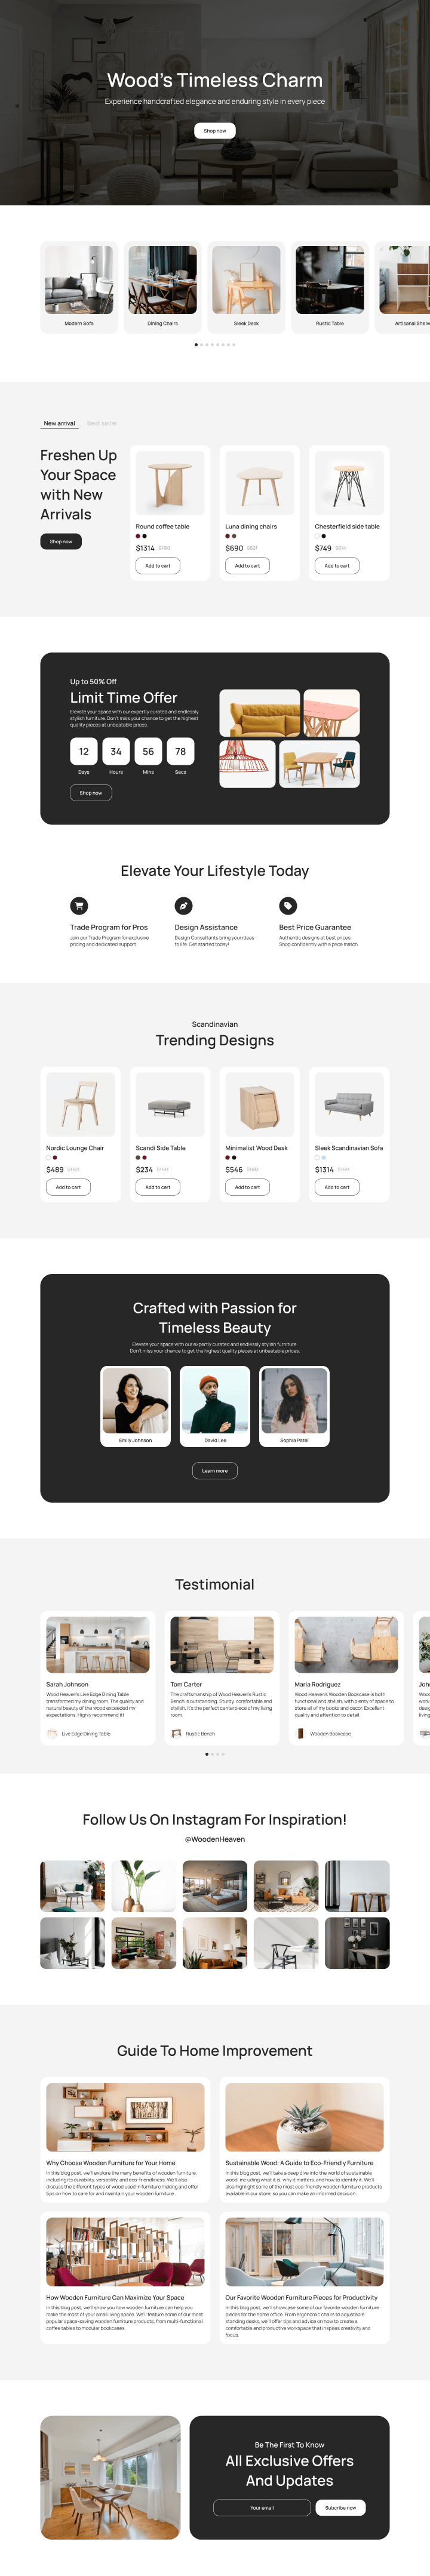 Wood's Timeless Charm
Experience handcrafted elegance and enduring style in every piece
Shop now
Modern Sofa
Dining Chairs
Sleek Desk
Rustic Table
Artisanal Shelv
New arrival
Best seller
Freshen Up
Your Space
with New
Arrivals
Shop now
Round coffee table
$1314
Add to cart
Luna dining chairs
$690
Add to cart
Chesterfield side table
$749
Add to cart
Up to 50% Off
Limit Time Offer
Elevate your space with our expertly curated and endlessly
stylish furniture. Don't miss your chance to get the highest
quality pieces at unbeatable prices.
12
34
56
78
Days
Hours
Mins
Secs
Shop now
Elevate Your Lifestyle Today
Trade Program for Pros
Join our Trade Program for exclusive
pricing and dedicated support.
Design Assistance
Design Consultants bring your ideas
to life. Get started today!
Best Price Guarantee
Authentic designs at best prices.
Shop confidently with a price match.
Scandinavian
Trending Designs
Nordic Lounge Chair
$489
Add to cart
Scandi Side Table
$234
Add to cart
Minimalist Wood Desk
$546
Add to cart
Sleek Scandinavian Sofa
$1314
Add to cart
Crafted with Passion for
Timeless Beauty
Elevate your space with our expertly curated and endlessly stylish furniture.
Don't miss your chance to get the highest quality pieces at unbeatable prices.
Emily Johnson
David Lee
Sophia Patel
Learn more
Testimonial
Sarah Johnson
Wood Heaven's Live Edge Dining Table
transformed my dining room. The quality and
natural beauty of the wood exceeded my
expectations. Highly recommend it!
Live Edge Dining Table
Tom Carter
The craftsmanship of Wood Heaven's Rustic
Bench is outstanding. Sturdy, comfortable and
stylish, it's the perfect centerpiece of my living
room.
Rustic Bench
Maria Rodriguez
Wood Heaven's Wooden Bookcase is both
functional and stylish, with plenty of space to
store all of my books and decor. Excellent
quality and attention to detail.
Wooden Bookcase
Follow Us On Instagram For Inspiration!
@WoodenHeaven
Guide To Home Improvement
Why Choose Wooden Furniture for Your Home
In this blog post, we'll explore the many benefits of wooden furniture,
including its durability, versatility, and eco-friendliness. We'll also
discuss the different types of wood used in furniture making and offer
tips on how to care for and maintain your wooden furniture.
Sustainable Wood: A Guide to Eco-Friendly Furniture
In this blog post, we'll take a deep dive into the world of sustainable
wood, including what it is, why it matters, and how to identify it. We'll
also highlight some of the most eco-friendly wooden furniture products
available in our store, so you can make an informed decision.
How Wooden Furniture Can Maximize Your Space
In this blog post, we'll show you how wooden furniture can help you
make the most of your small living space. We'll feature some of our most
popular space-saving wooden furniture products, from multi-functional
coffee tables to modular bookcases.
Our Favorite Wooden Furniture Pieces for Productivity
In this blog post, we'll showcase some of our favorite wooden furniture
pieces for the home office. From ergonomic chairs to adjustable
standing desks, we'll offer tips and advice on how to create a
comfortable and productive workspace that inspires creativity and
focus.
Be The First To Know
All Exclusive Offers
And Updates
Your email
Subcribe now